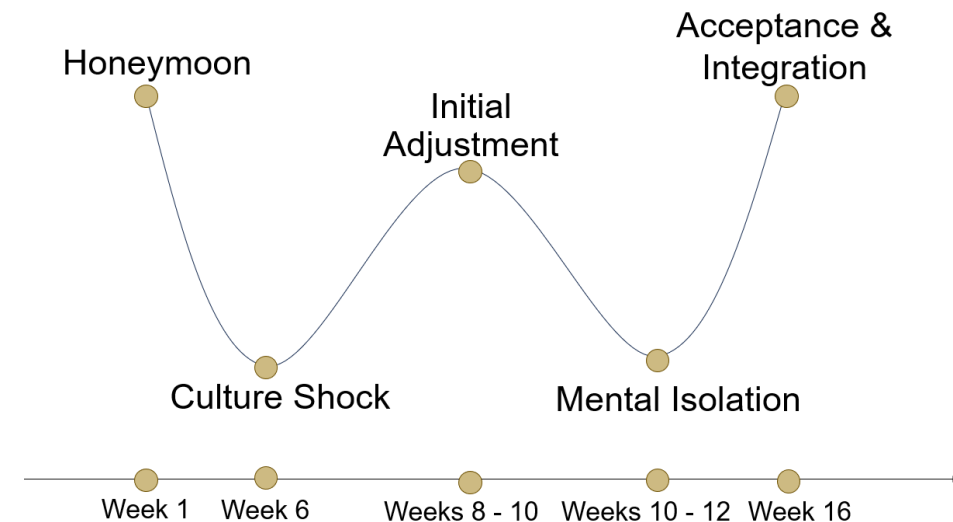 Honeymoon
Acceptance &
Integration
Initial
Adjustment
Culture Shock
Mental Isolation
Week 1
Week 6
Weeks 8 - 10
Weeks 10 - 12
Week 16